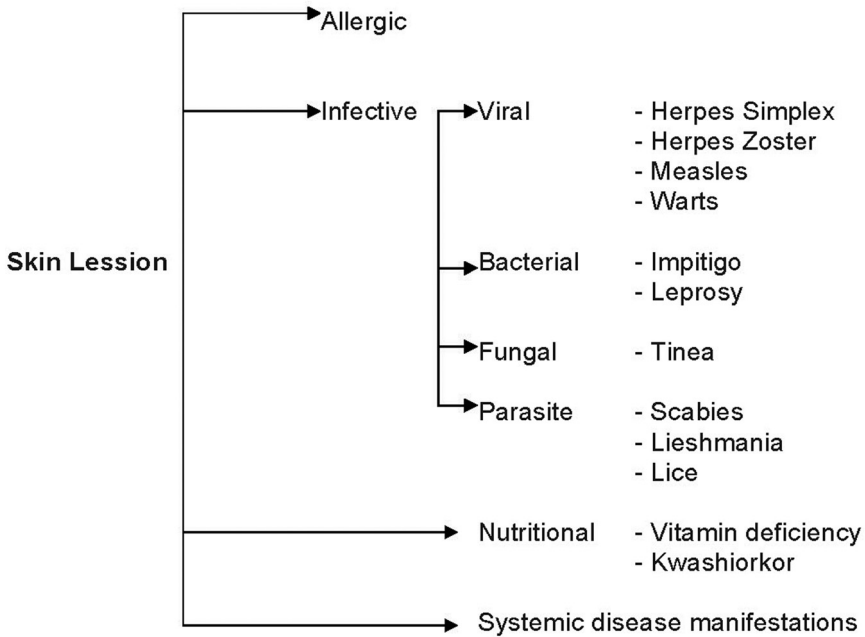 Allergic
Infective
Viral - Herpes Simplex
- Herpes Zoster
- Measles
- Warts
Skin Lession
Bacterial - Impitigo
- Leprosy
Fungal - Tinea
Parasite - Scabies
- Lieshmania
- Lice
Nutritional - Vitamin deficiency
- Kwashiorkor
Systemic disease manifestations